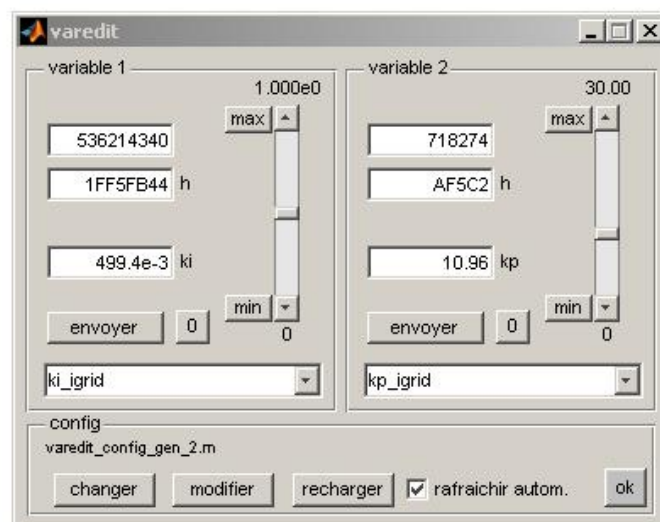 varedit
variable 1
1.000e0
max
536214340
1FF5FB44 h
499.4e-3 ki
min
envoyer 0
0
ki_igrid
variable 2
30.00
max
718274
AF5C2 h
10.96 kp
min
envoyer 0
0
kp_igrid
config
varedit_config_gen_2.m
changer modifier recharger rafraichir autom. ok